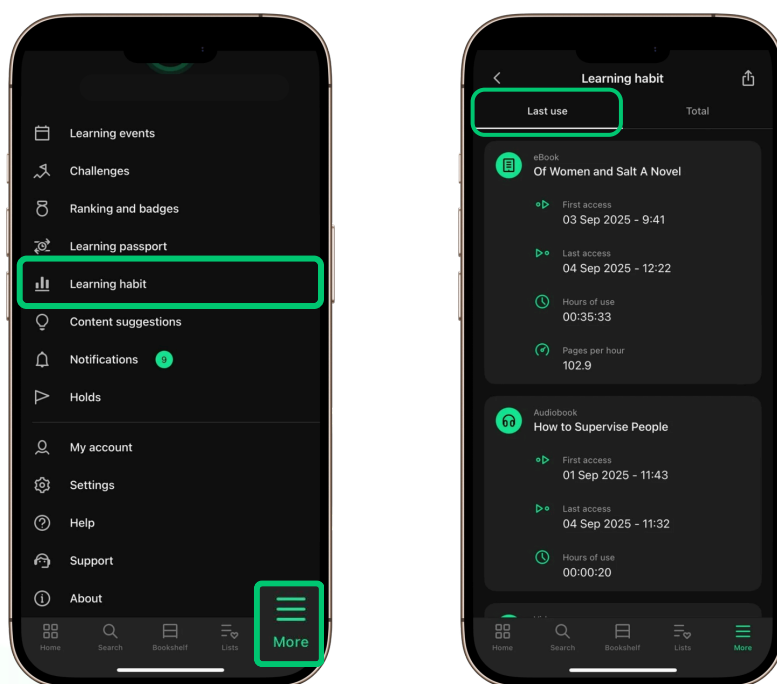 Learning events
Challenges
Ranking and badges
Learning passport
Learning habit
Content suggestions
Notifications 9
Holds
My account
Settings
Help
Support
About
Home
Search
Bookshelf
Lists
More
Learning habit
Last use
Total
eBook
Of Women and Salt A Novel
First access
03 Sep 2025 - 9:41
Last access
04 Sep 2025 - 12:22
Hours of use
00:35:33
Pages per hour
102.9
Audiobook
How to Supervise People
First access
01 Sep 2025 - 11:43
Last access
04 Sep 2025 - 11:32
Hours of use
00:00:20
Home
Search
Bookshelf
Lists
More